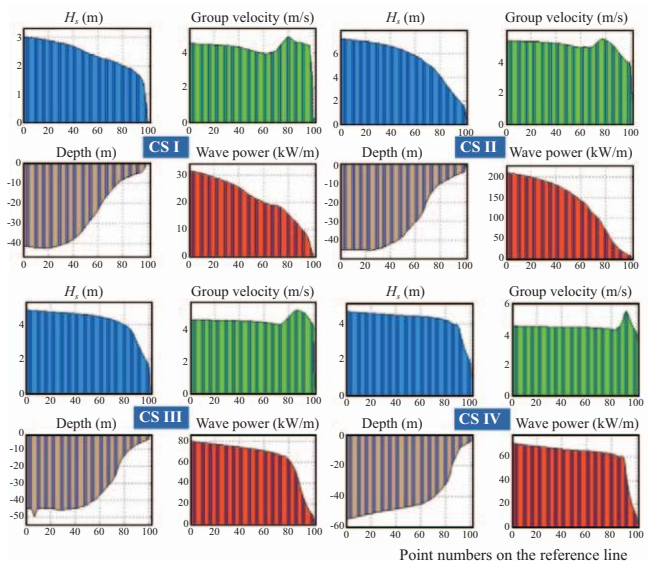 H_s (m) Group velocity (m/s) H_s (m) Group velocity (m/s)
3 2 1 0
4 2 0
6 4 2 0
6 4 2 0
0 20 40 60 80 100 0 20 40 60 80 100 0 20 40 60 80 100 0 20 40 60 80 100
CS I CS II
Depth (m) Wave power (kW/m) Depth (m) Wave power (kW/m)
0 -10 -20 -30 -40
30 20 10 0
0 -10 -20 -30 -40
200 150 100 50 0
0 20 40 60 80 100 0 20 40 60 80 100 0 20 40 60 80 100 0 20 40 60 80 100
H_s (m) Group velocity (m/s) H_s (m) Group velocity (m/s)
4 2 0
4 2 0
4 2 0
6 4 2 0
0 20 40 60 80 100 0 20 40 60 80 100 0 20 40 60 80 100 0 20 40 60 80 100
CS III CS IV
Depth (m) Wave power (kW/m) Depth (m) Wave power (kW/m)
0 -10 -20 -30 -40 -50
80 60 40 20 0
0 -20 -40 -60
60 40 20 0
0 20 40 60 80 100 0 20 40 60 80 100 0 20 40 60 80 100 0 20 40 60 80 100
Point numbers on the reference line